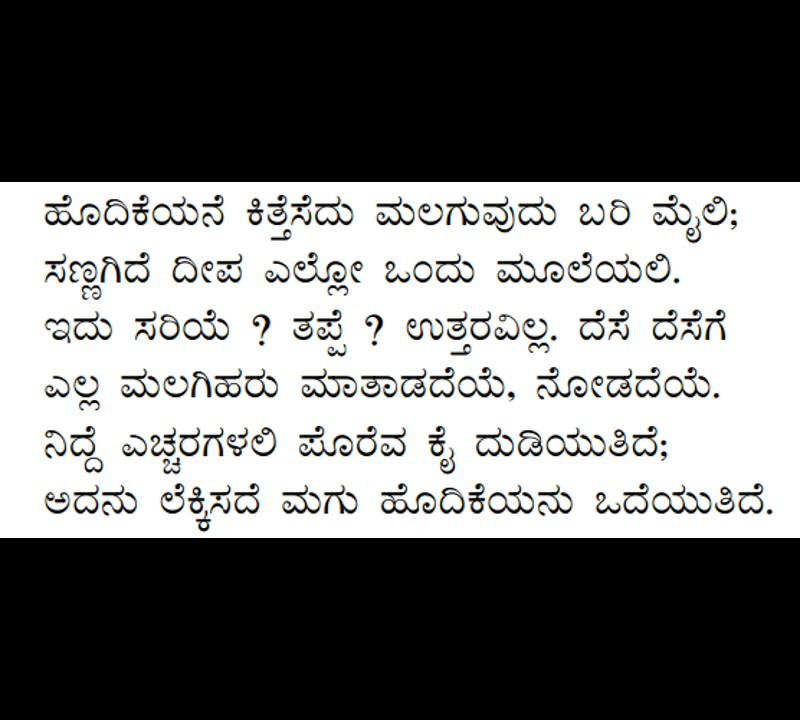 ಹೊದಿಕೆಯನೆ ಕಿತ್ತೆಸೆದು ಮಲಗುವುದು ಬರಿ ಮೈಲಿ;
ಸಣ್ಣಗಿದೆ ದೀಪ ಎಲ್ಲೋ ಒಂದು ಮೂಲೆಯಲಿ.
ಇದು ಸರಿಯೆ ? ತಪ್ಪೆ ? ಉತ್ತರವಿಲ್ಲ. ದೆಸೆ ದೆಸೆಗೆ
ಎಲ್ಲ ಮಲಗಿಹರು ಮಾತಾಡದೆಯೆ, ನೋಡದೆಯೆ.
ನಿದ್ದೆ ಎಚ್ಚರಗಳಲಿ ಪೊರೆವ ಕೈ ದುಡಿಯುತಿದೆ;
ಅದನು ಲೆಕ್ಕಿಸದೆ ಮಗು ಹೊದಿಕೆಯನು ಒದೆಯುತಿದೆ.